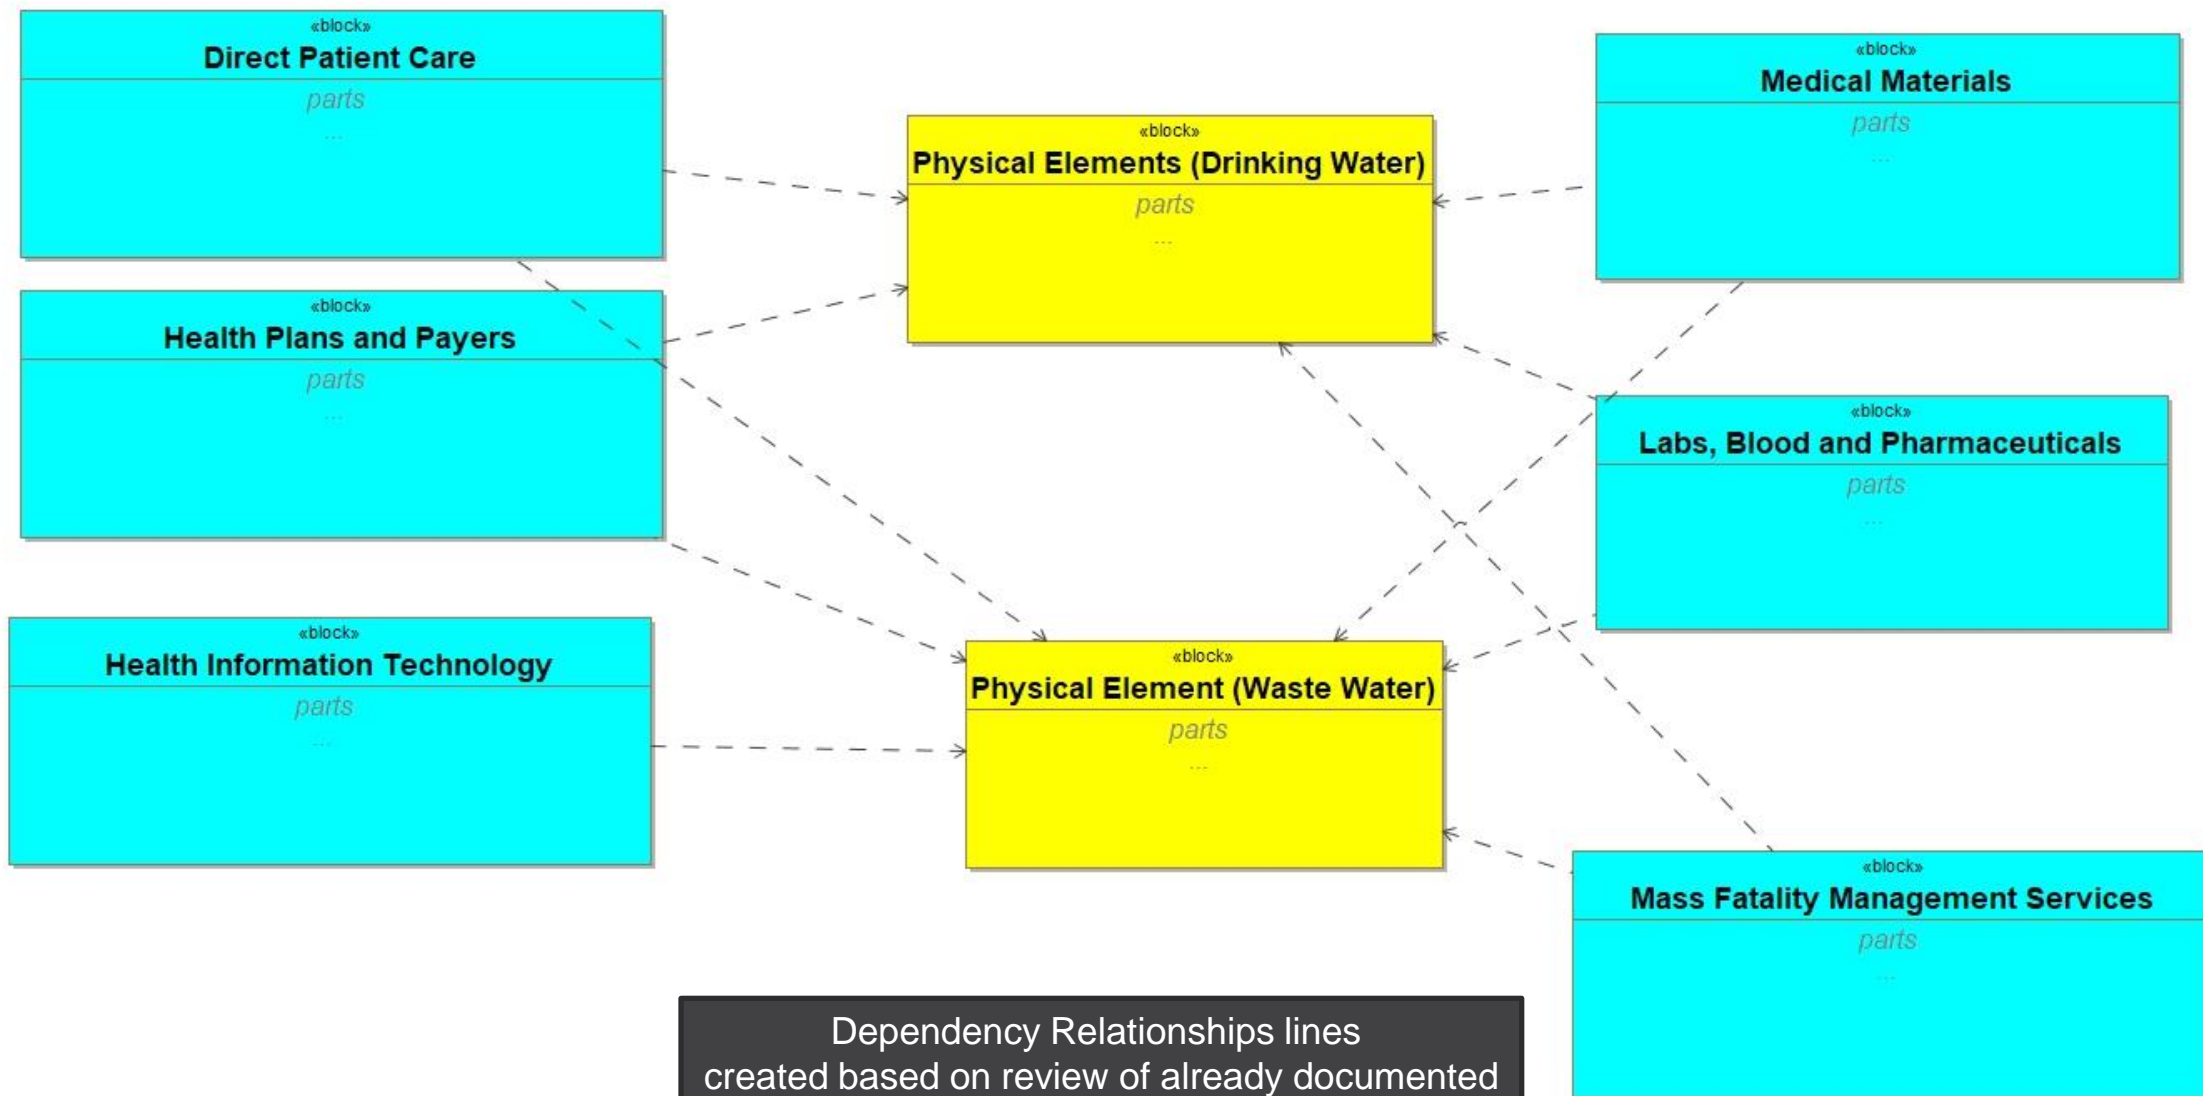 «block»
Direct Patient Care
parts
...
«block»
Health Plans and Payers
parts
...
«block»
Health Information Technology
parts
...
«block»
Physical Elements (Drinking Water)
parts
...
«block»
Physical Element (Waste Water)
parts
...
«block»
Medical Materials
parts
...
«block»
Labs, Blood and Pharmaceuticals
parts
...
«block»
Mass Fatality Management Services
parts
...
Dependency Relationships lines
created based on review of already documented